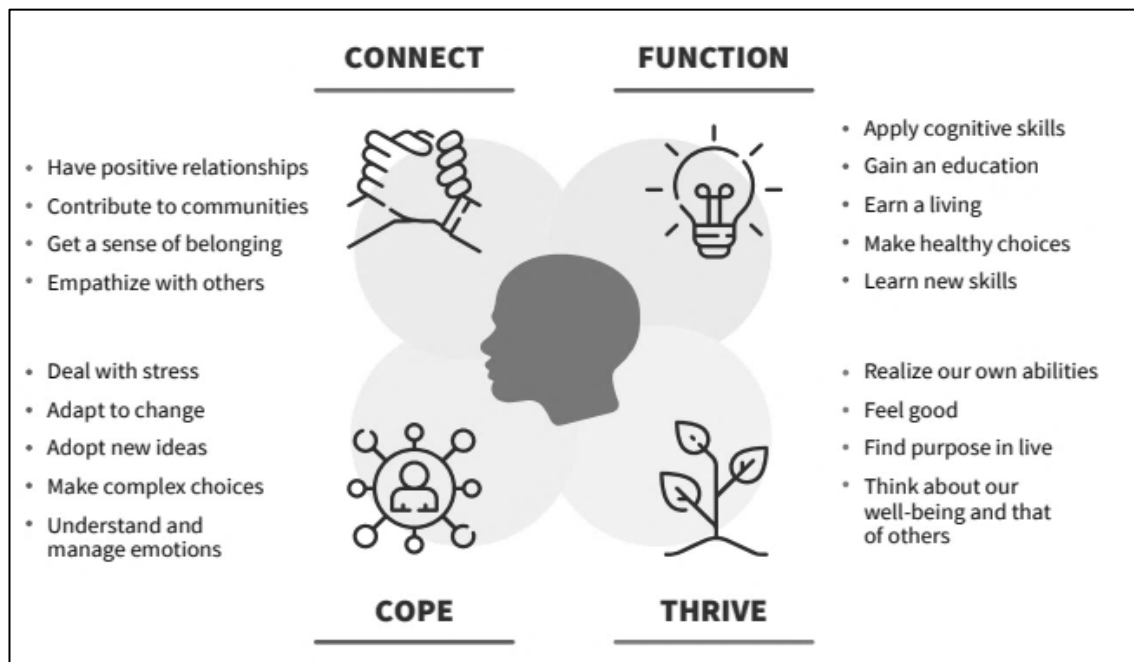 CONNECT
• Have positive relationships
• Contribute to communities
• Get a sense of belonging
• Empathize with others
FUNCTION
• Apply cognitive skills
• Gain an education
• Earn a living
• Make healthy choices
• Learn new skills
• Deal with stress
• Adapt to change
• Adopt new ideas
• Make complex choices
• Understand and
manage emotions
COPE
• Realize our own abilities
• Feel good
• Find purpose in live
• Think about our
well-being and that
of others
THRIVE